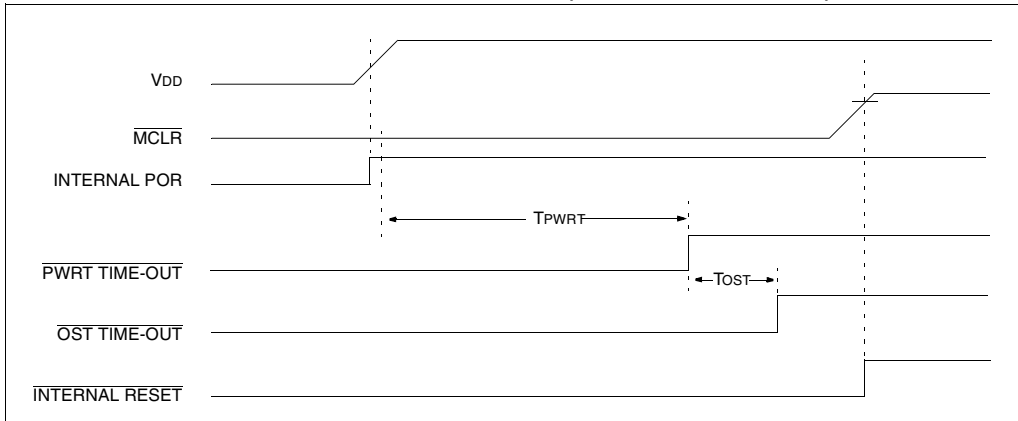 VDD
MCLR
INTERNAL POR
TPWRT
PWRT TIME-OUT
TOST
OST TIME-OUT
INTERNAL RESET